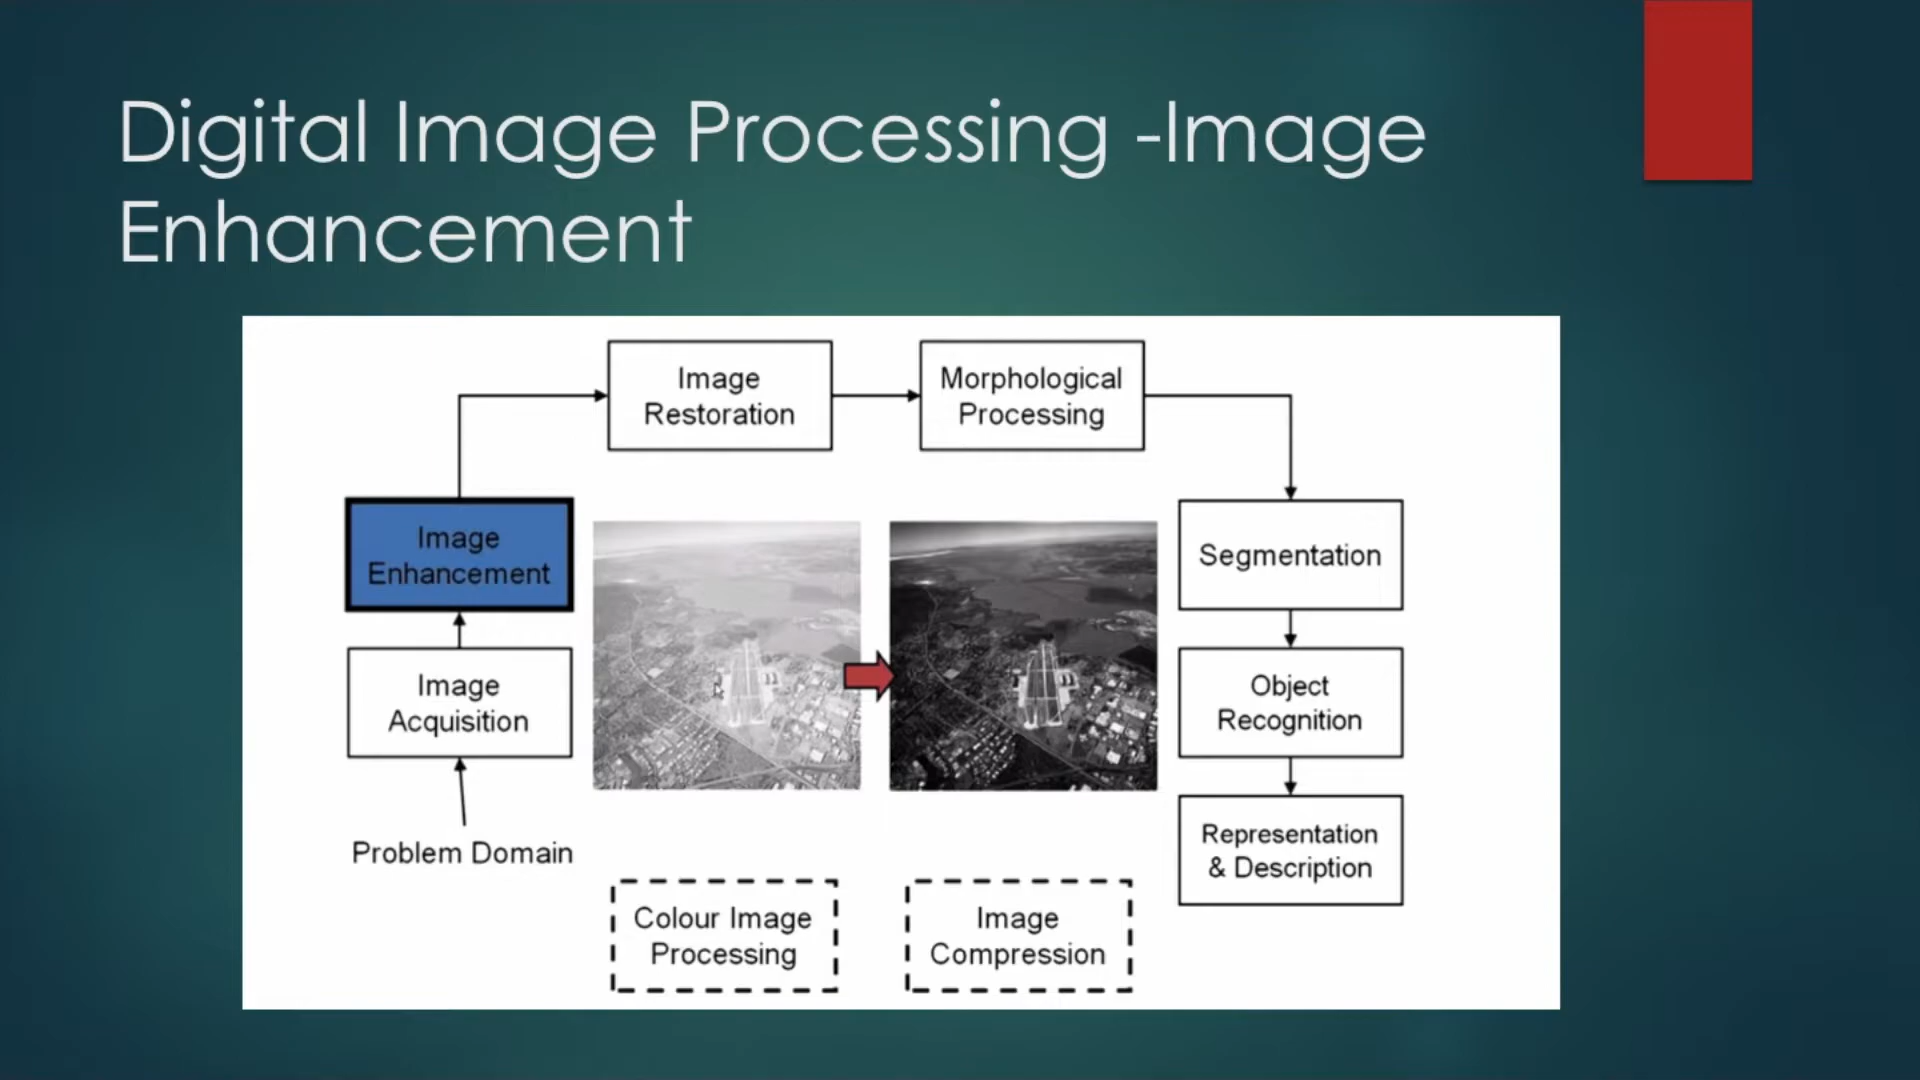 Digital Image Processing -Image
Enhancement
Image
Restoration
Morphological
Processing
Image
Enhancement
Segmentation
Image
Acquisition
Object
Recognition
Problem Domain
Representation
& Description
Colour Image
Processing
Image
Compression